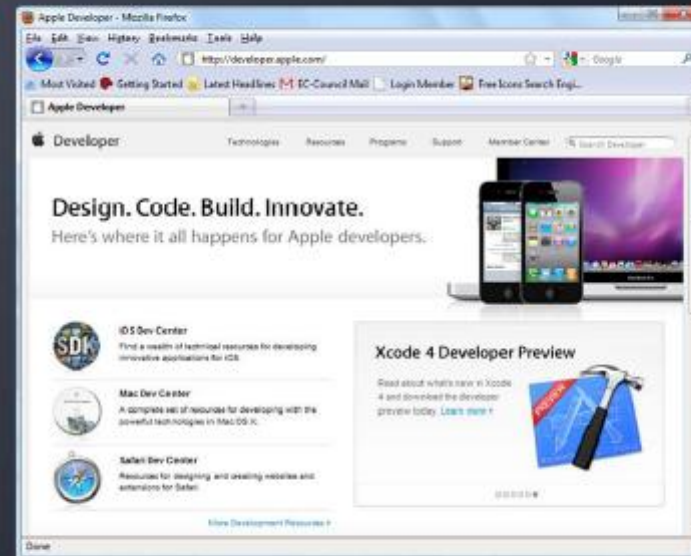 Apple Developer - Mozilla Firefox
File Edit View History Bookmarks Tools Help
http://developer.apple.com/
Google
Most Visited Getting Started Latest Headlines EC-Council Mail Login Member Free Icons Search Engi...
Apple Developer
Developer
Technologies Resources Programs Support Member Center Search Developer
Design. Code. Build. Innovate.
Here's where it all happens for Apple developers.
SDK
iOS Dev Center
Find a wealth of technical resources for developing
innovative applications for iOS.
Mac Dev Center
A complete set of resources for developing with the
powerful technologies in Mac OS X.
Safari Dev Center
Resources for designing and creating websites and
extensions for Safari.
More Development Resources
Xcode 4 Developer Preview
Read about what's new in Xcode
4 and download the developer
preview today. Learn more
PREVIEW
Done